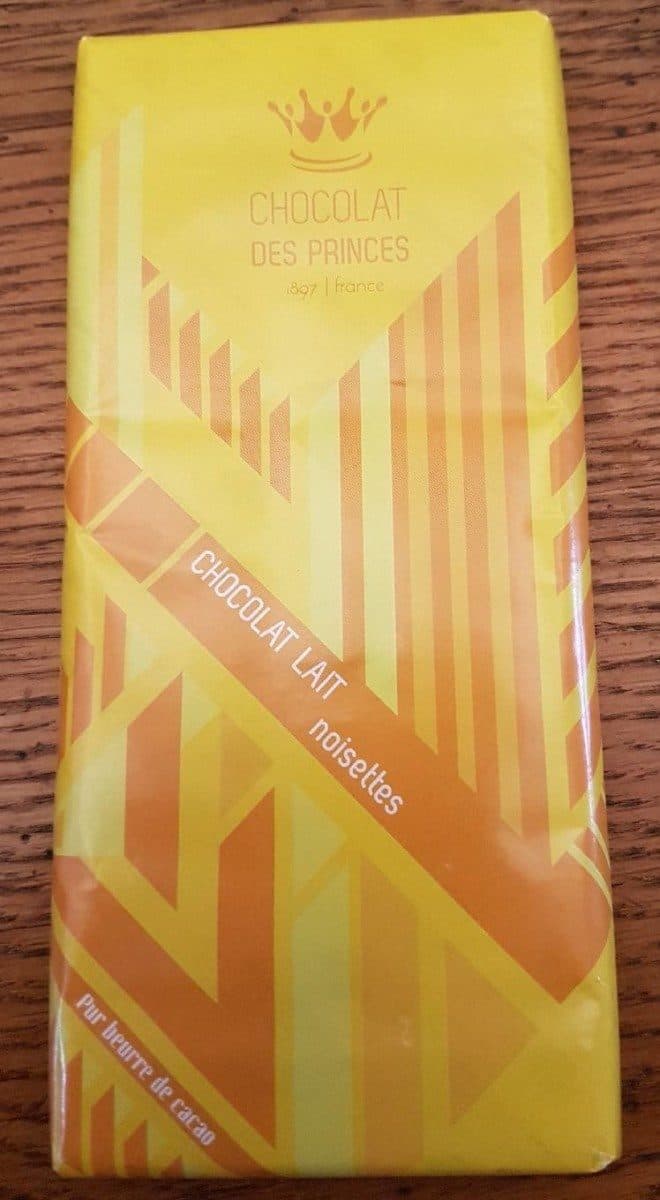 CHOCOLAT
DES PRINCES
1897 | france
CHOCOLAT LAIT
noisettes
Pur beurre de cacao